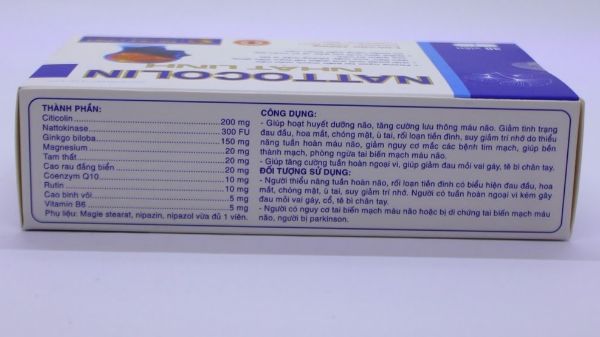 NATTOCOLIN
NHẤT LINH
THÀNH PHẦN:
Citicolin 200 mg
Nattokinase 300 FU
Ginkgo biloba 150 mg
Magnesium 20 mg
Tam thất 20 mg
Cao rau đắng biển 20 mg
Coenzym Q10 10 mg
Rutin 10 mg
Cao bình vôi 5 mg
Vitamin B6 5 mg
Phụ liệu: Magie stearat, nipazin, nipazol vừa đủ 1 viên.
CÔNG DỤNG:
- Giúp hoạt huyết dưỡng não, tăng cường lưu thông máu não. Giảm tình trạng
đau đầu, hoa mắt, chóng mặt, ù tai, rối loạn tiền đình, suy giảm trí nhớ do thiểu
năng tuần hoàn máu não, giảm nguy cơ mắc các bệnh tim mạch, giúp bền
thành mạch, phòng ngừa tai biến mạch máu não.
- Giúp tăng cường tuần hoàn ngoại vi, giúp giảm đau mỏi vai gáy, tê bì chân tay.
ĐỐI TƯỢNG SỬ DỤNG:
- Người thiểu năng tuần hoàn não, rối loạn tiền đình có biểu hiện đau đầu, hoa
mắt, chóng mặt, ù tai, suy giảm trí nhớ. Người có tuần hoàn ngoại vi kém gây
đau mỏi vai gáy, cổ, tê bì chân tay.
- Người có nguy cơ tai biến mạch máu não hoặc bị di chứng tai biến mạch máu
não, người bị parkinson.